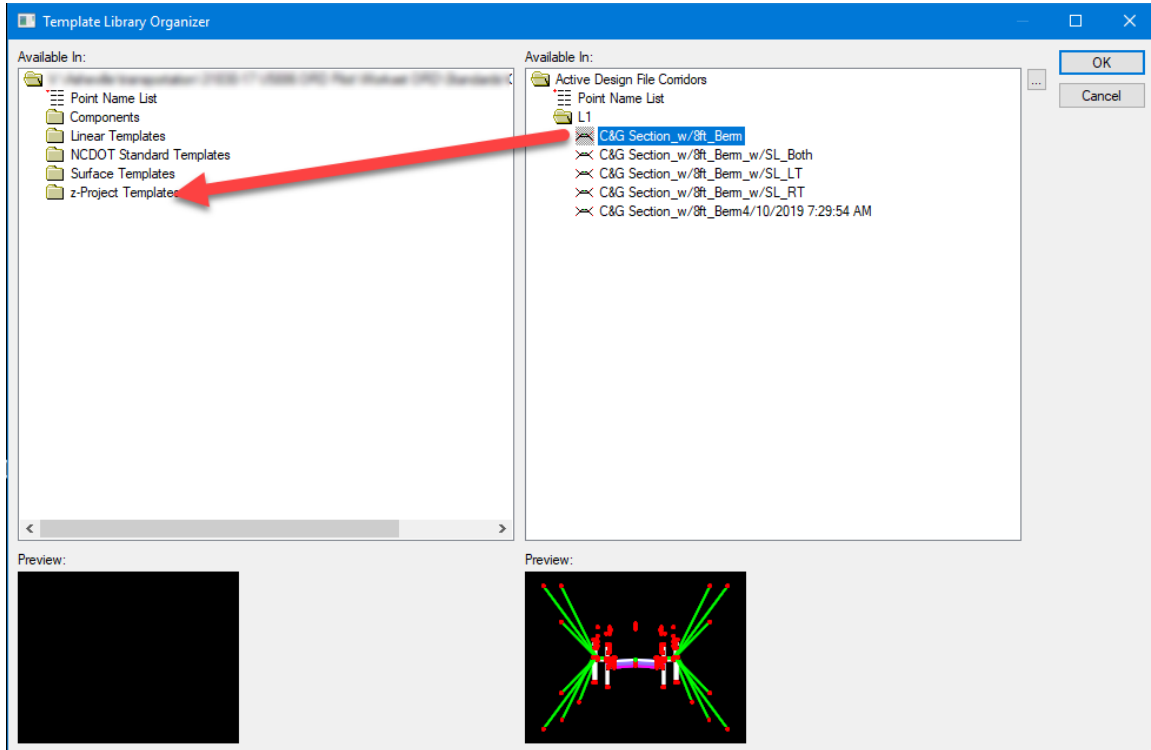 Template Library Organizer
Available In:
Point Name List
Components
Linear Templates
NCDOT Standard Templates
Surface Templates
z-Project Templates
Preview:
Available In:
Active Design File Corridors
Point Name List
L1
C&G Section_w/8ft_Berm
C&G Section_w/8ft_Berm_w/SL_Both
C&G Section_w/8ft_Berm_w/SL_LT
C&G Section_w/8ft_Berm_w/SL_RT
C&G Section_w/8ft_Berm4/10/2019 7:29:54 AM
Preview:
...
OK
Cancel